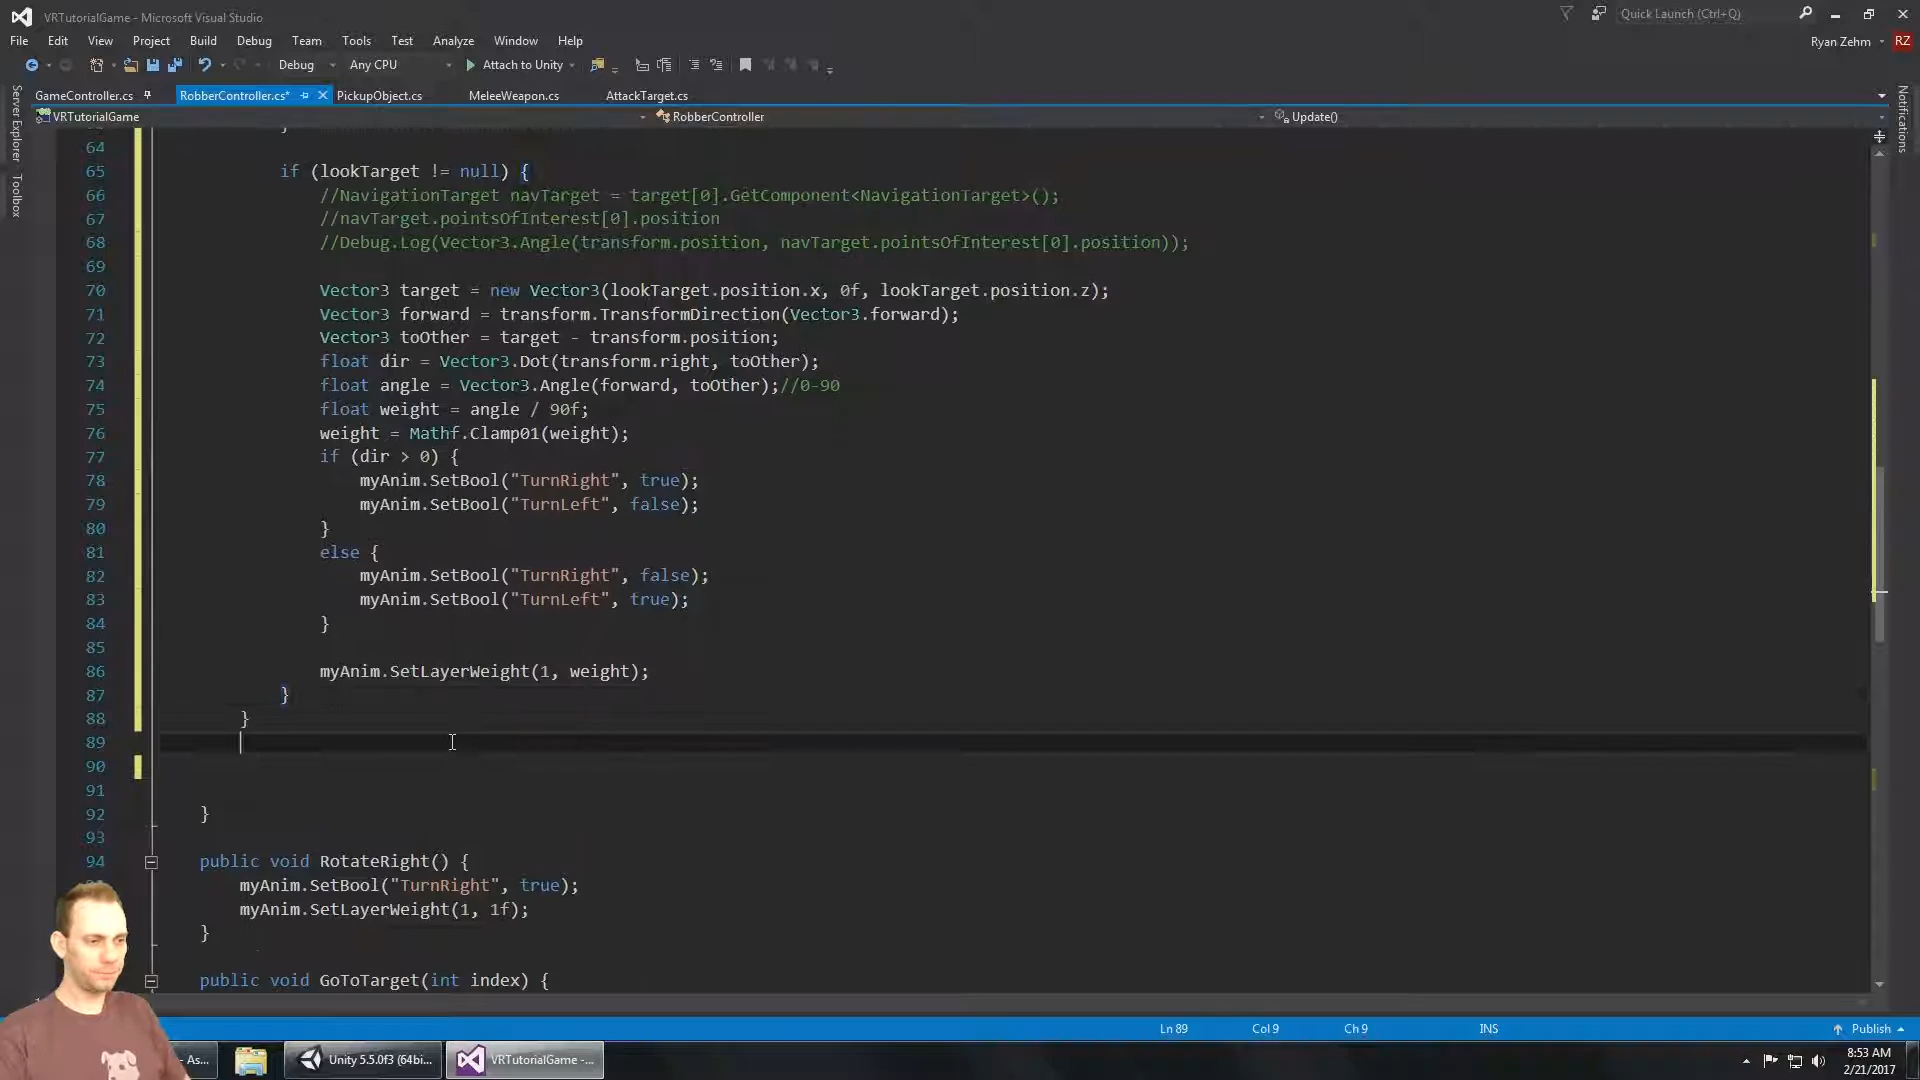 VRTutorialGame - Microsoft Visual Studio
Quick Launch (Ctrl+Q)
File Edit View Project Build Debug Team Tools Test Analyze Window Help
Ryan Zehm
RZ
Debug
Any CPU
Attach to Unity
GameController.cs
RobberController.cs*
PickupObject.cs
MeleeWeapon.cs
AttackTarget.cs
VRTutorialGame
RobberController
Update()
Server Explorer
Toolbox
Notifications
}
64
65 if (lookTarget != null) {
66 //NavigationTarget navTarget = target[0].GetComponent<NavigationTarget>();
67 //navTarget.pointsOfInterest[0].position
68 //Debug.Log(Vector3.Angle(transform.position, navTarget.pointsOfInterest[0].position));
69
70 Vector3 target = new Vector3(lookTarget.position.x, 0f, lookTarget.position.z);
71 Vector3 forward = transform.TransformDirection(Vector3.forward);
72 Vector3 toOther = target - transform.position;
73 float dir = Vector3.Dot(transform.right, toOther);
74 float angle = Vector3.Angle(forward, toOther);//0-90
75 float weight = angle / 90f;
76 weight = Mathf.Clamp01(weight);
77 if (dir > 0) {
78 myAnim.SetBool("TurnRight", true);
79 myAnim.SetBool("TurnLeft", false);
80 }
81 else {
82 myAnim.SetBool("TurnRight", false);
83 myAnim.SetBool("TurnLeft", true);
84 }
85
86 myAnim.SetLayerWeight(1, weight);
87 }
88 }
89
90
91
92 }
93
94 public void RotateRight() {
myAnim.SetBool("TurnRight", true);
myAnim.SetLayerWeight(1, 1f);
}
public void GoToTarget(int index) {
Ln 89
Col 9
Ch 9
INS
Publish
- As...
Unity 5.5.0f3 (64bi...
VRTutorialGame -...
8:53 AM
2/21/2017